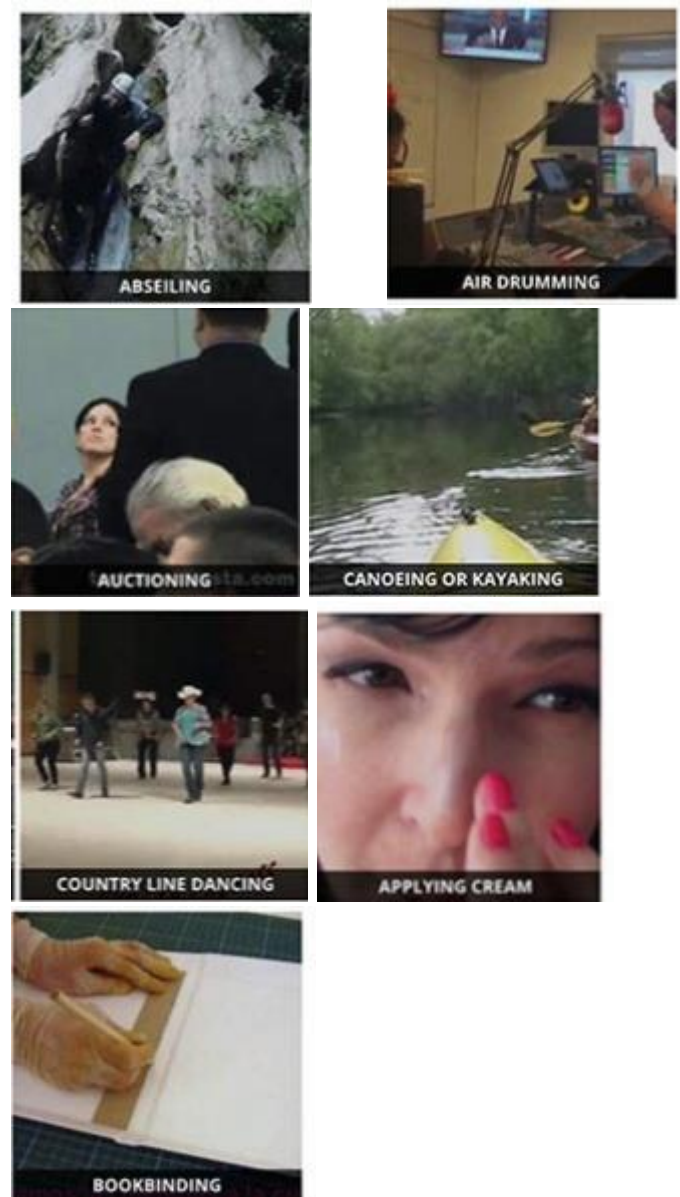 ABSEILING
AIR DRUMMING
AUCTIONING
CANOEING OR KAYAKING
COUNTRY LINE DANCING
APPLYING CREAM
BOOKBINDING